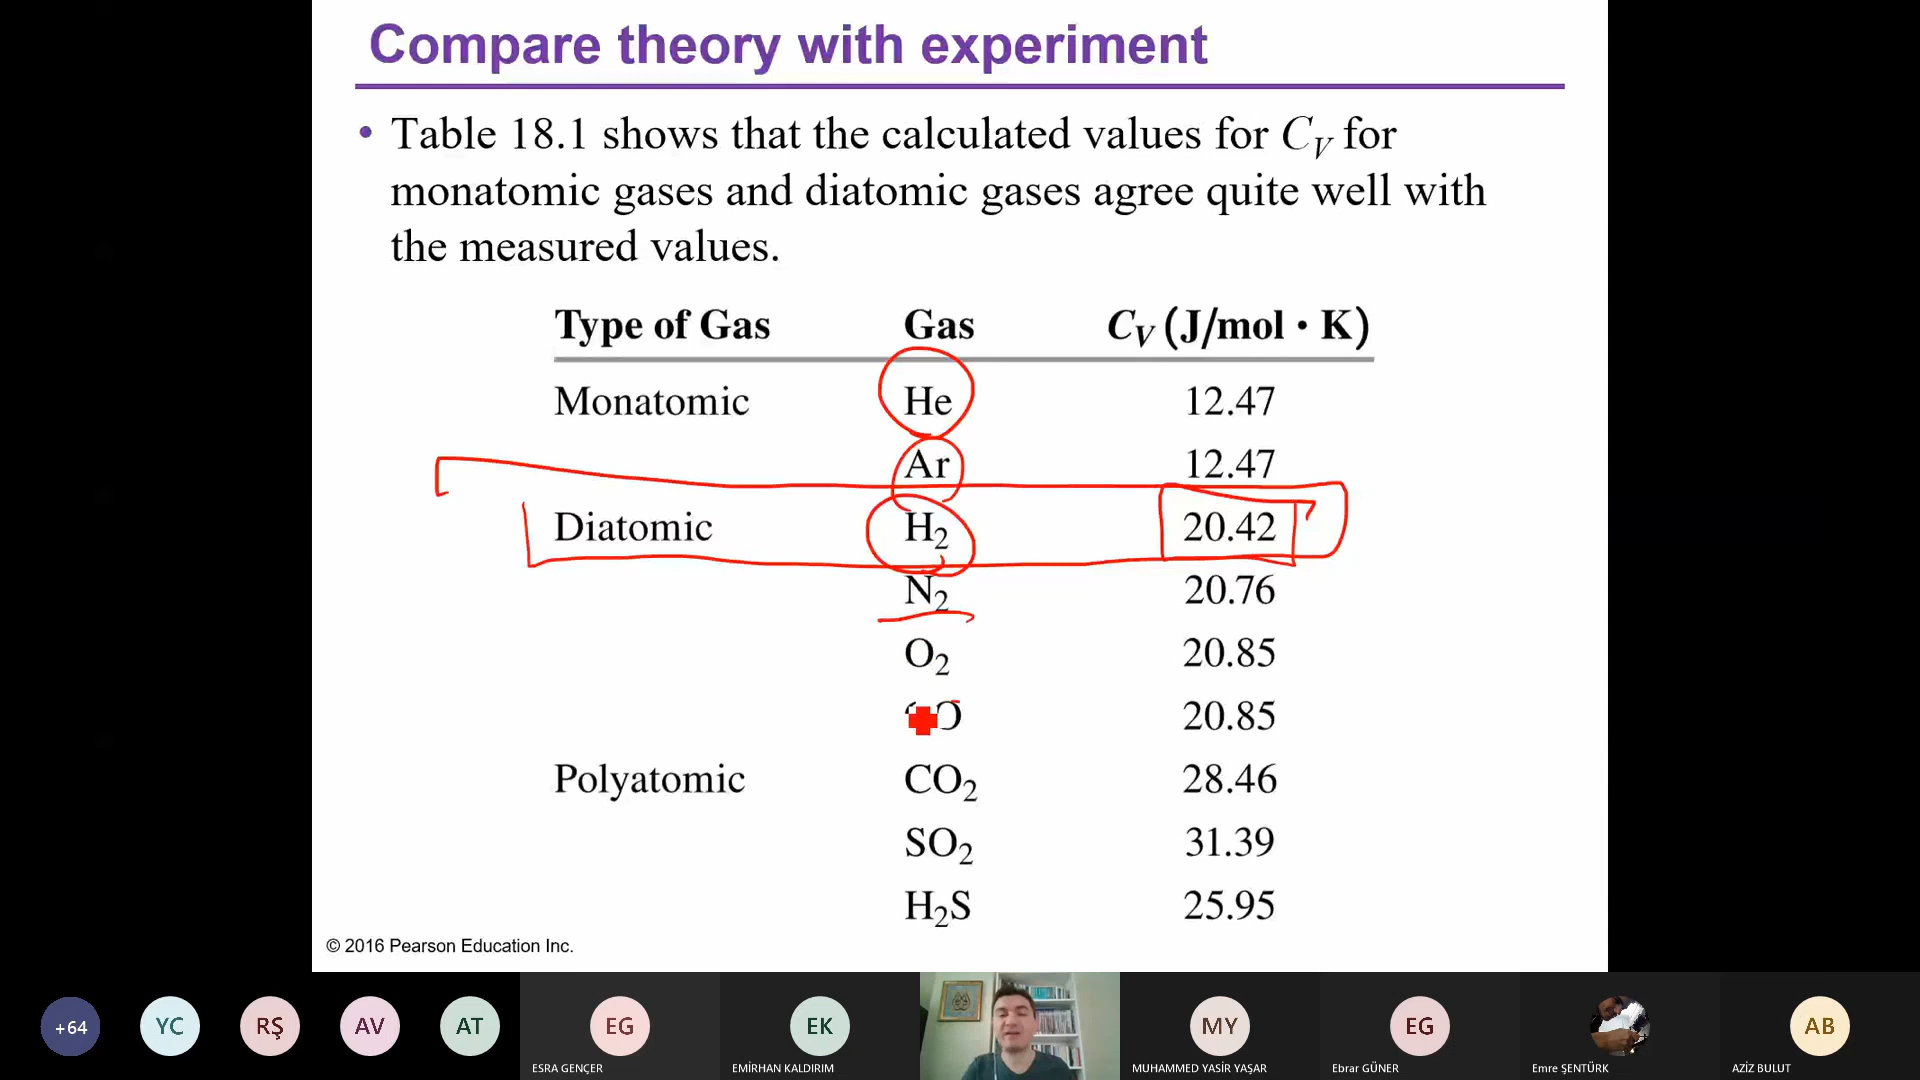 Compare theory with experiment
• Table 18.1 shows that the calculated values for C_V for
monatomic gases and diatomic gases agree quite well with
the measured values.
Type of Gas Gas C_V (J/mol · K)
Monatomic He 12.47
Ar 12.47
Diatomic H₂ 20.42
N₂ 20.76
O₂ 20.85
O 20.85
Polyatomic CO₂ 28.46
SO₂ 31.39
H₂S 25.95
© 2016 Pearson Education Inc.
+64 YC RŞ AV AT EG EK MY EG AB
ESRA GENÇER EMİRHAN KALDIRIM MUHAMMED YASİR YAŞAR Ebrar GÜNER Emre ŞENTÜRK AZİZ BULUT